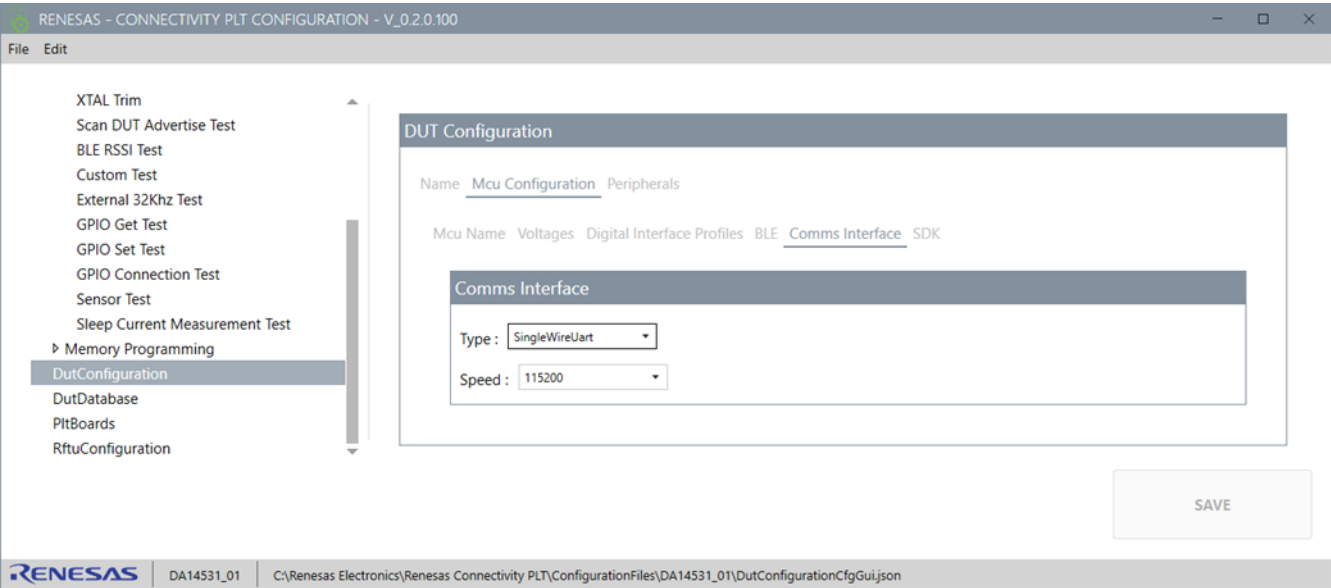 RENESAS - CONNECTIVITY PLT CONFIGURATION - V_0.2.0.100
File Edit
XTAL Trim
Scan DUT Advertise Test
BLE RSSI Test
Custom Test
External 32Khz Test
GPIO Get Test
GPIO Set Test
GPIO Connection Test
Sensor Test
Sleep Current Measurement Test
Memory Programming
DutConfiguration
DutDatabase
PltBoards
RftuConfiguration
DUT Configuration
Name Mcu Configuration Peripherals
Mcu Name Voltages Digital Interface Profiles BLE Comms Interface SDK
Comms Interface
Type : SingleWireUart
Speed : 115200
SAVE
RENESAS DA14531_01 C:\Renesas Electronics\Renesas Connectivity PLT\ConfigurationFiles\DA14531_01\DutConfigurationCfgGui.json